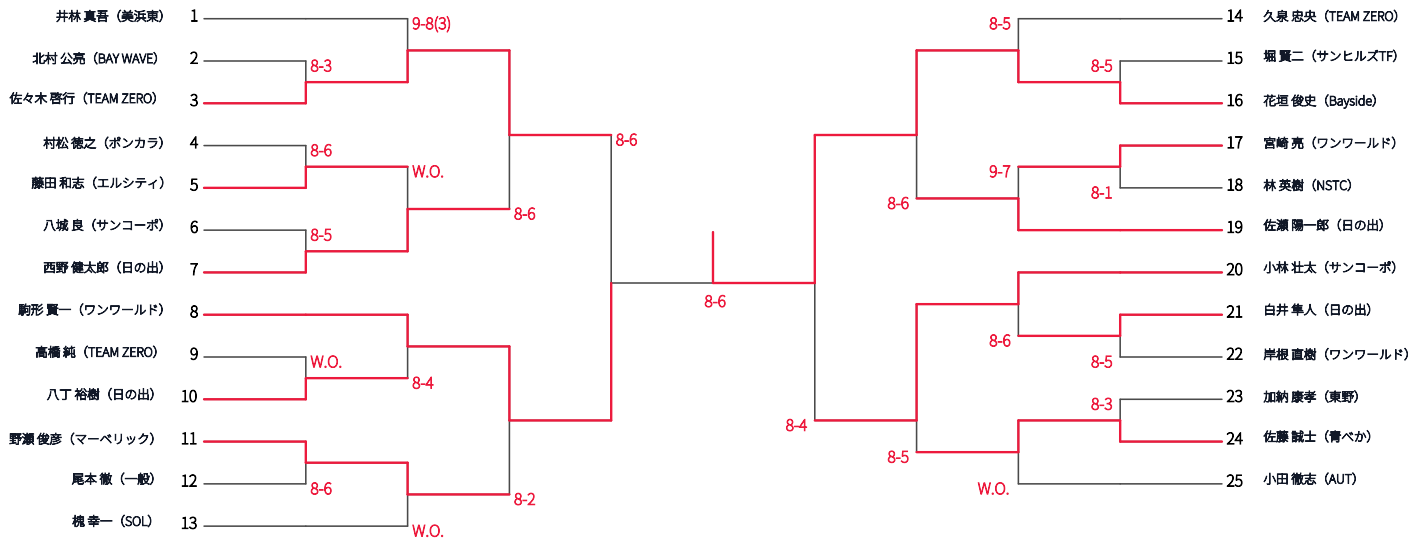 井林 真吾（美浜東） 1
北村 公亮（BAY WAVE） 2
佐々木 啓行（TEAM ZERO） 3
村松 徳之（ポンカラ） 4
藤田 和志（エルシティ） 5
八城 良（サンコーポ） 6
西野 健太郎（日の出） 7
駒形 賢一（ワンワールド） 8
高橋 純（TEAM ZERO） 9
八丁 裕樹（日の出） 10
野瀬 俊彦（マーベリック） 11
尾本 徹（一般） 12
槐 幸一（SOL） 13
8-3
8-6
8-5
W.O.
8-6
9-8(3)
W.O.
8-4
W.O.
8-6
8-2
8-6
8-6
8-4
8-6
8-5
8-5
9-7
8-6
W.O.
8-5
8-1
8-5
8-3
14 久泉 忠央（TEAM ZERO）
15 堀 賢二（サンヒルズTF）
16 花垣 俊史（Bayside）
17 宮崎 亮（ワンワールド）
18 林 英樹（NSTC）
19 佐瀬 陽一郎（日の出）
20 小林 壮太（サンコーポ）
21 白井 隼人（日の出）
22 岸根 直樹（ワンワールド）
23 加納 康孝（東野）
24 佐藤 誠士（青べか）
25 小田 徹志（AUT）